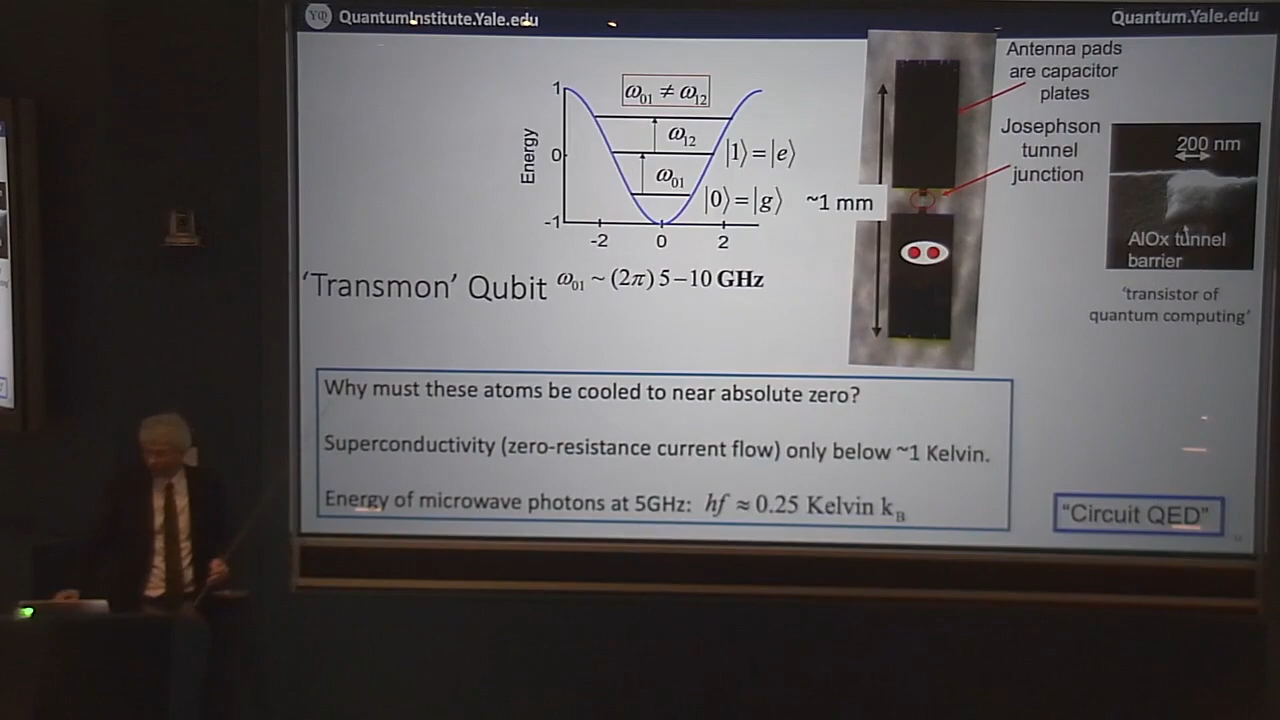 YQ QuantumInstitute.Yale.edu
Quantum.Yale.edu
1
0
-1
Energy
-2 0 2
ω01 ≠ ω12
ω12
ω01
|1⟩=|e⟩
|0⟩=|g⟩
~1 mm
Antenna pads
are capacitor
plates
Josephson
tunnel
junction
200 nm
AlOx tunnel
barrier
'transistor of
quantum computing'
'Transmon' Qubit ω01 ~ (2π) 5–10 GHz
Why must these atoms be cooled to near absolute zero?
Superconductivity (zero-resistance current flow) only below ~1 Kelvin.
Energy of microwave photons at 5GHz: hf ≈ 0.25 Kelvin kB
"Circuit QED"